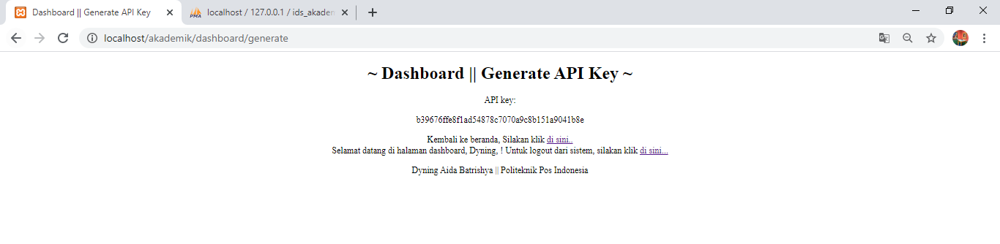 Dashboard || Generate API Key
localhost / 127.0.0.1 / ids_akaden
localhost/akademik/dashboard/generate
~ Dashboard || Generate API Key ~
API key:
b39676ffe8f1ad54878c7070a9c8b151a9041b8e
Kembali ke beranda, Silakan klik di sini..
Selamat datang di halaman dashboard, Dyning, ! Untuk logout dari sistem, silakan klik di sini...
Dyning Aida Batrishya || Politeknik Pos Indonesia